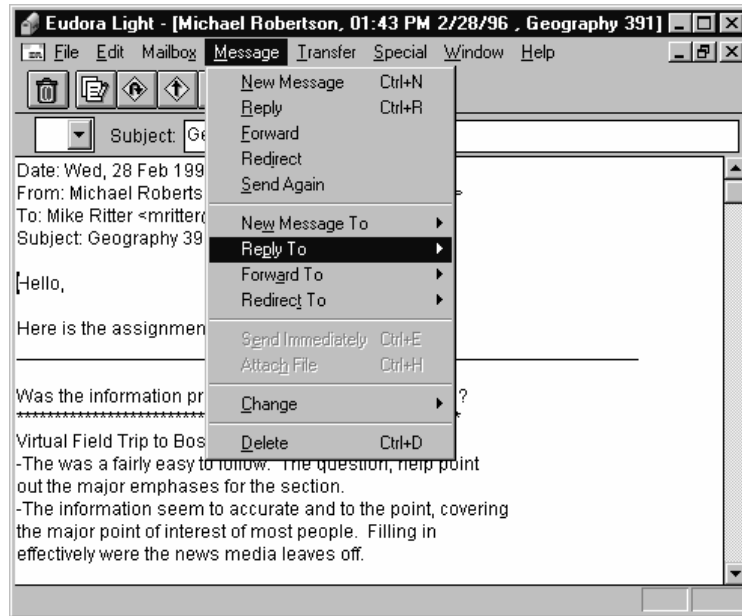 Eudora Light - [Michael Robertson, 01:43 PM 2/28/96 , Geography 391]
File Edit Mailbox Message Transfer Special Window Help
New Message Ctrl+N
Reply Ctrl+R
Forward
Redirect
Send Again
New Message To
Reply To
Forward To
Redirect To
Send Immediately Ctrl+E
Attach File Ctrl+H
Change
Delete Ctrl+D
Subject: Ge
Date: Wed, 28 Feb 199
From: Michael Roberts >
To: Mike Ritter <mritter@
Subject: Geography 39
Hello,
Here is the assignmen
Was the information pr ?
Virtual Field Trip to Bos
-The was a fairly easy to follow. The question, help point
out the major emphases for the section.
-The information seem to accurate and to the point, covering
the major point of interest of most people. Filling in
effectively were the news media leaves off.